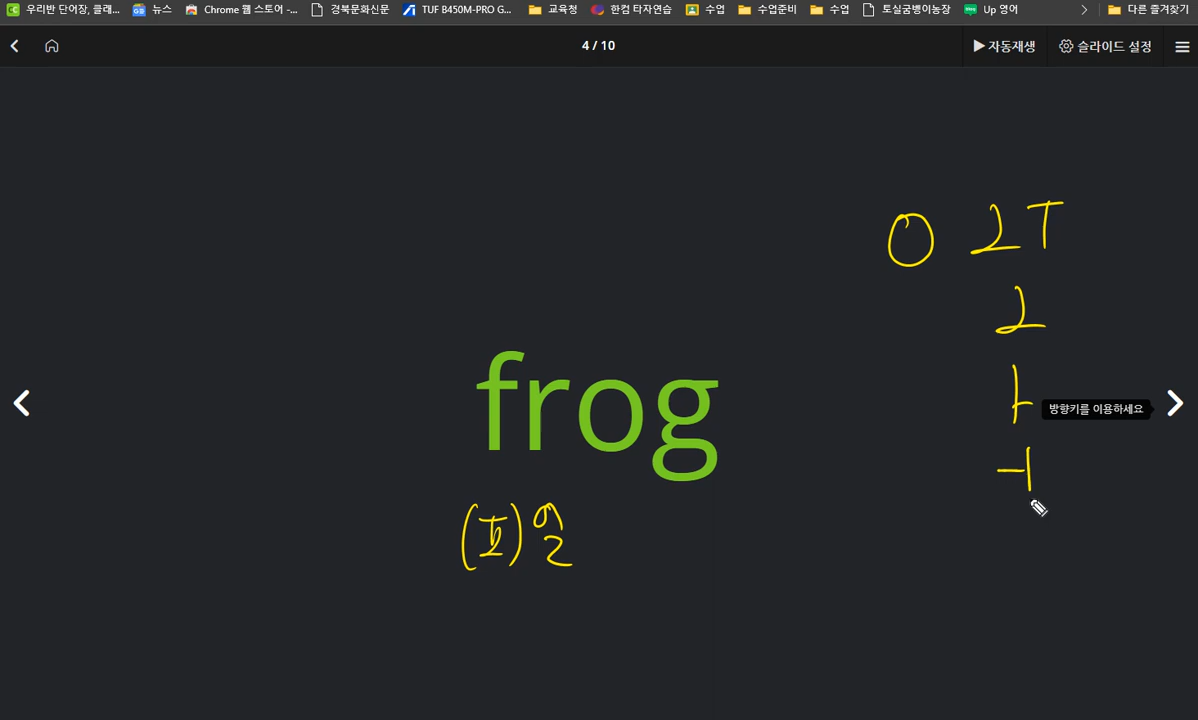 우리반 단어장, 클래... 뉴스 Chrome 웹 스토어 -... 경북문화신문 TUF B450M-PRO G... 교육청 한컴 타자연습 수업 수업준비 수업 토실굼벵이농장 Up 영어 다른 즐겨찾기
4 / 10 자동재생 슬라이드 설정
ㅗ
ㅏ
ㅓ
방향키를 이용하세요
frog